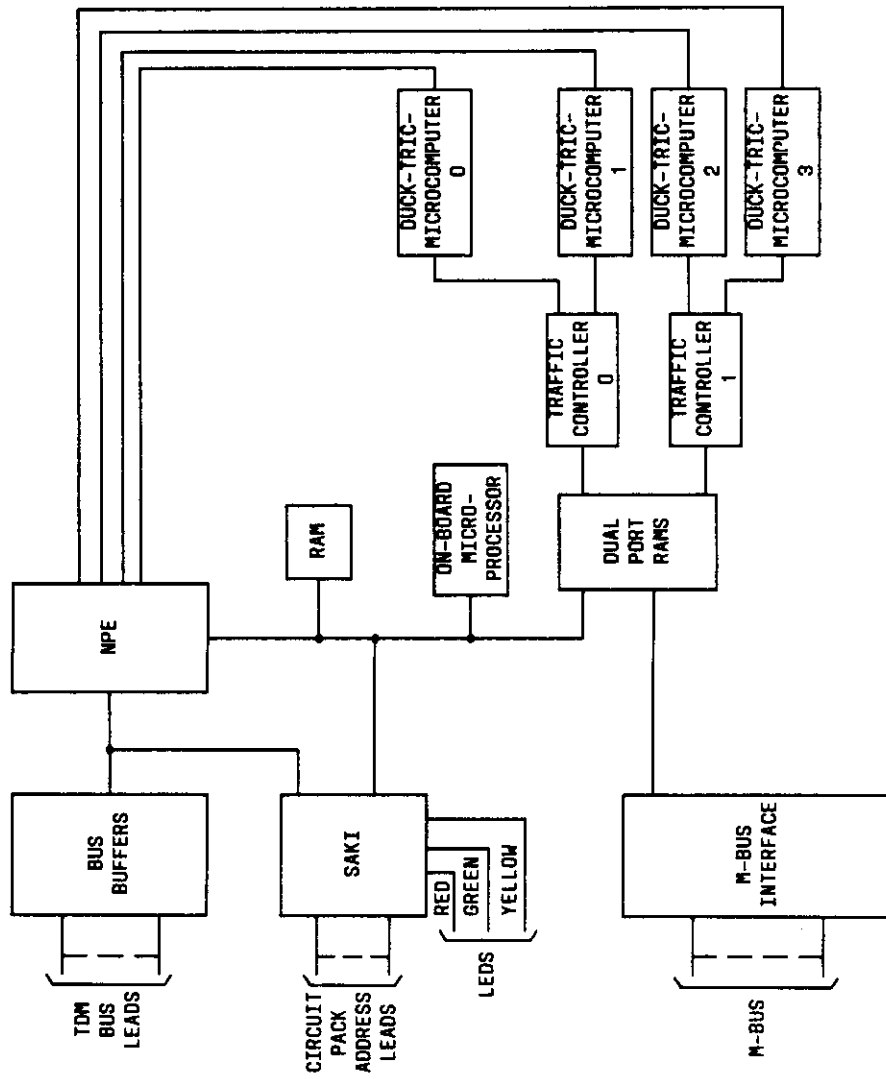 TDM
BUS
LEADS
BUS
BUFFERS
NPE
CIRCUIT
PACK
ADDRESS
LEADS
SAKI
RED
GREEN
YELLOW
LEDS
RAM
ON-BOARD
MICRO-
PROCESSOR
M-BUS
M-BUS
INTERFACE
DUAL
PORT
RAMS
TRAFFIC
CONTROLLER
0
TRAFFIC
CONTROLLER
1
DUCK-TRIC-
MICROCOMPUTER
0
DUCK-TRIC-
MICROCOMPUTER
1
DUCK-TRIC-
MICROCOMPUTER
2
DUCK-TRIC-
MICROCOMPUTER
3